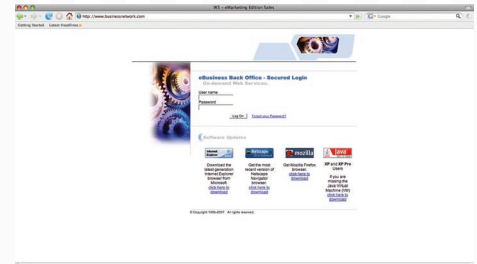 WS - eMarketing Edition Sales
http://www.businessnetwork.com
Google
Getting Started Latest Headlines
eBusiness Back Office - Secured Login
On-demand Web Services.
User name
Password
Log On Forgot your Password?
Software Updates
Internet Explorer
Netscape
mozilla
Java
Download the latest generation Internet Explorer browser from Microsoft.
click here to download
Get the most recent version of Netscape Navigator browser.
click here to download
Get Mozilla Firefox browser.
click here to download
XP and XP Pro Users
If you are missing the Java Virtual Machine (VM)
click here to download
© Copyright 1999-2007. All rights reserved.